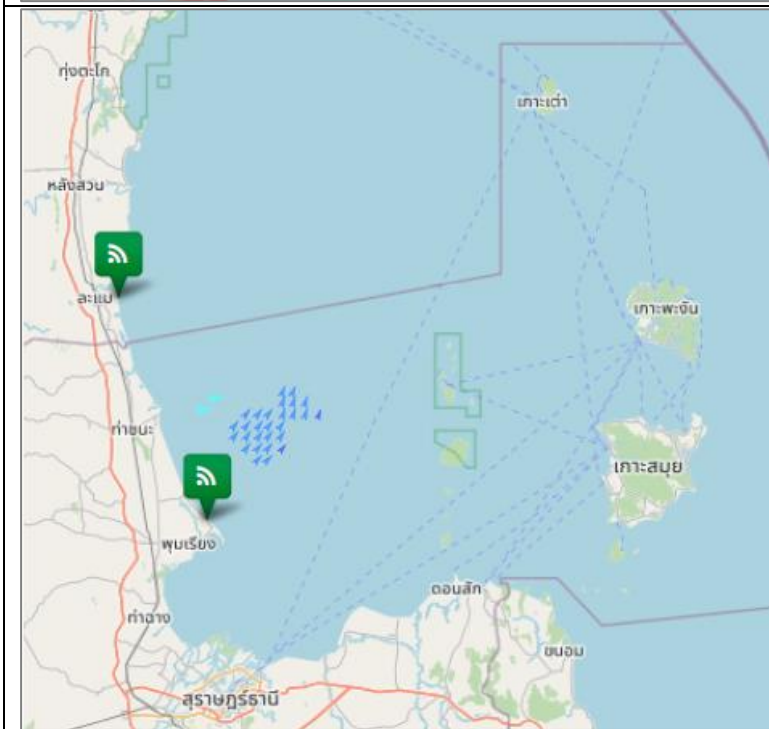 ทุ่งตะโก
เกาะเต่า
หลังสวน
ละแม
เกาะพะงัน
ท่าชนะ
เกาะสมุย
พุมเรียง
ดอนสัก
ท่าฉาง
ขนอม
สุราษฎร์ธานี